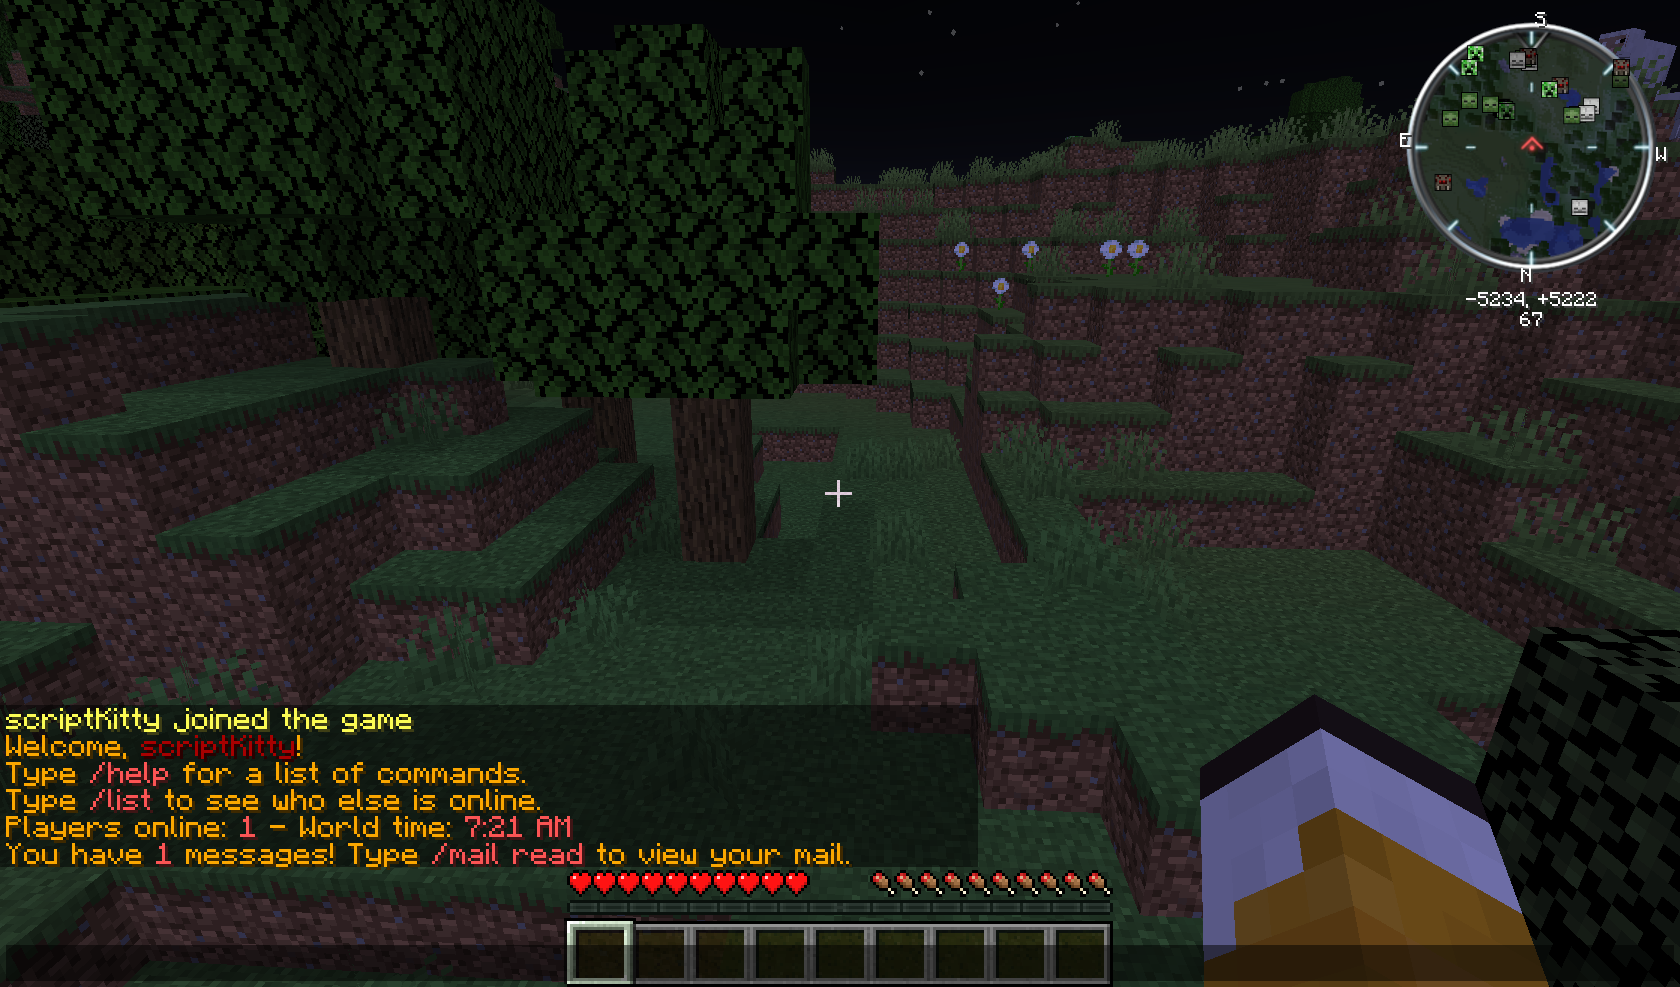 S
E
W
N
-5234, +5222
67
scriptKitty joined the game
Welcome, scriptKitty!
Type /help for a list of commands.
Type /list to see who else is online.
Players online: 1 - World time: 7:21 AM
You have 1 messages! Type /mail read to view your mail.